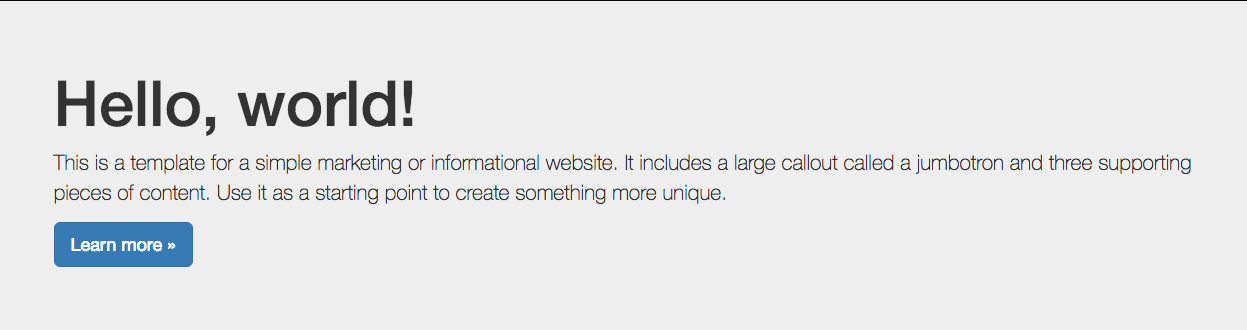 Hello, world!
This is a template for a simple marketing or informational website. It includes a large callout called a jumbotron and three supporting
pieces of content. Use it as a starting point to create something more unique.
Learn more »